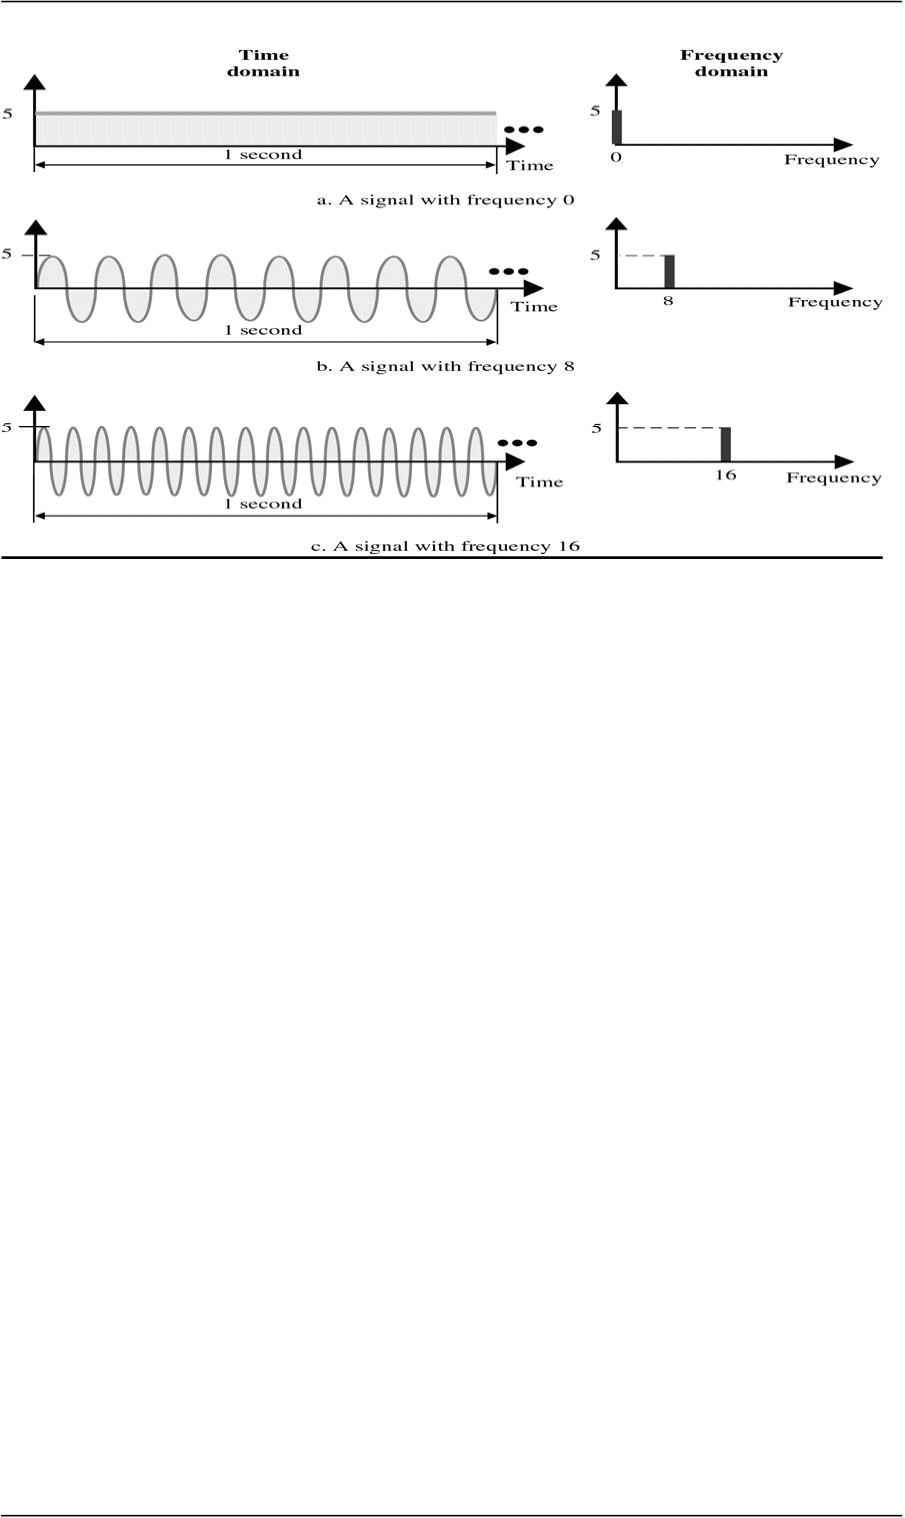 Time
domain
Frequency
domain
5
1 second
Time
5
0
Frequency
a. A signal with frequency 0
5
1 second
Time
5
8
Frequency
b. A signal with frequency 8
5
1 second
Time
5
16
Frequency
c. A signal with frequency 16